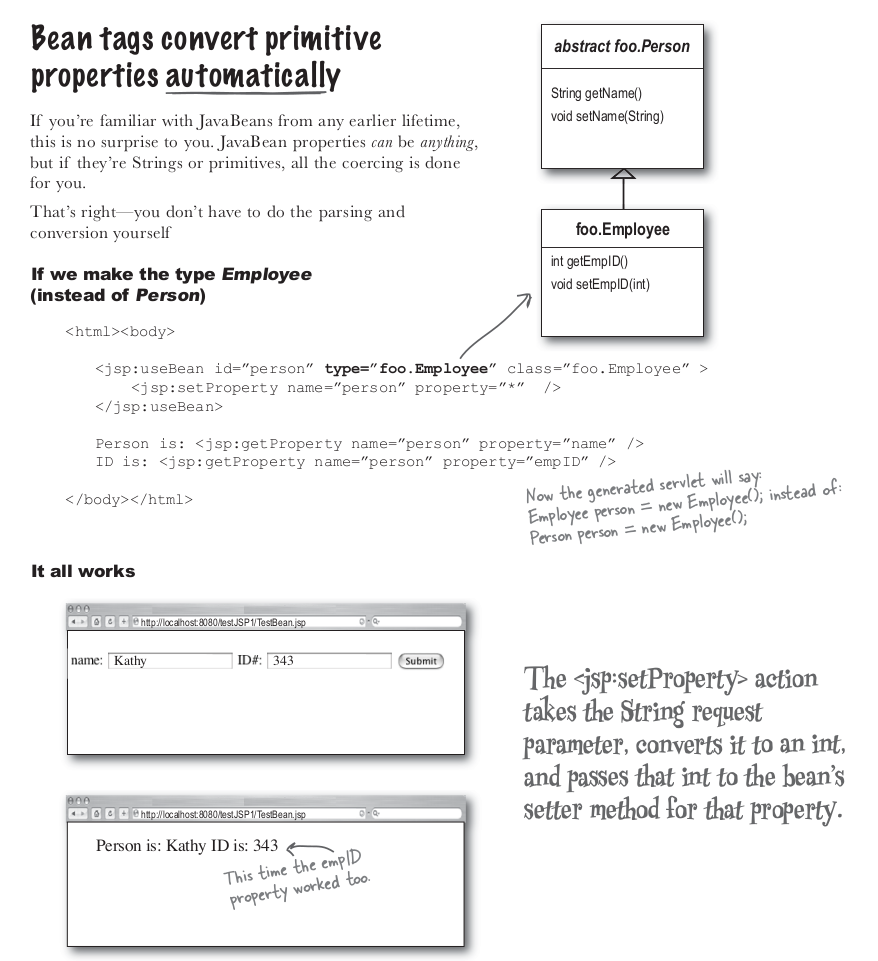 Bean tags convert primitive
properties automatically
If you’re familiar with JavaBeans from any earlier lifetime,
this is no surprise to you. JavaBean properties can be anything,
but if they’re Strings or primitives, all the coercing is done
for you.
That’s right—you don’t have to do the parsing and
conversion yourself
abstract foo.Person
String getName()
void setName(String)
foo.Employee
int getEmpID()
void setEmpID(int)
If we make the type Employee
(instead of Person)
<html><body>
<jsp:useBean id=”person” type=”foo.Employee” class=”foo.Employee” >
<jsp:setProperty name=”person” property=”*” />
</jsp:useBean>
Person is: <jsp:getProperty name=”person” property=”name” />
ID is: <jsp:getProperty name=”person” property=”empID” />
</body></html>
Now the generated servlet will say:
Employee person = new Employee(); instead of:
Person person = new Employee();
It all works
http://localhost:8080/testJSP1/TestBean.jsp
name: Kathy ID#: 343 Submit
The <jsp:setProperty> action
takes the String request
parameter, converts it to an int,
and passes that int to the bean’s
setter method for that property.
http://localhost:8080/testJSP1/TestBean.jsp
Person is: Kathy ID is: 343
This time the empID
property worked too.